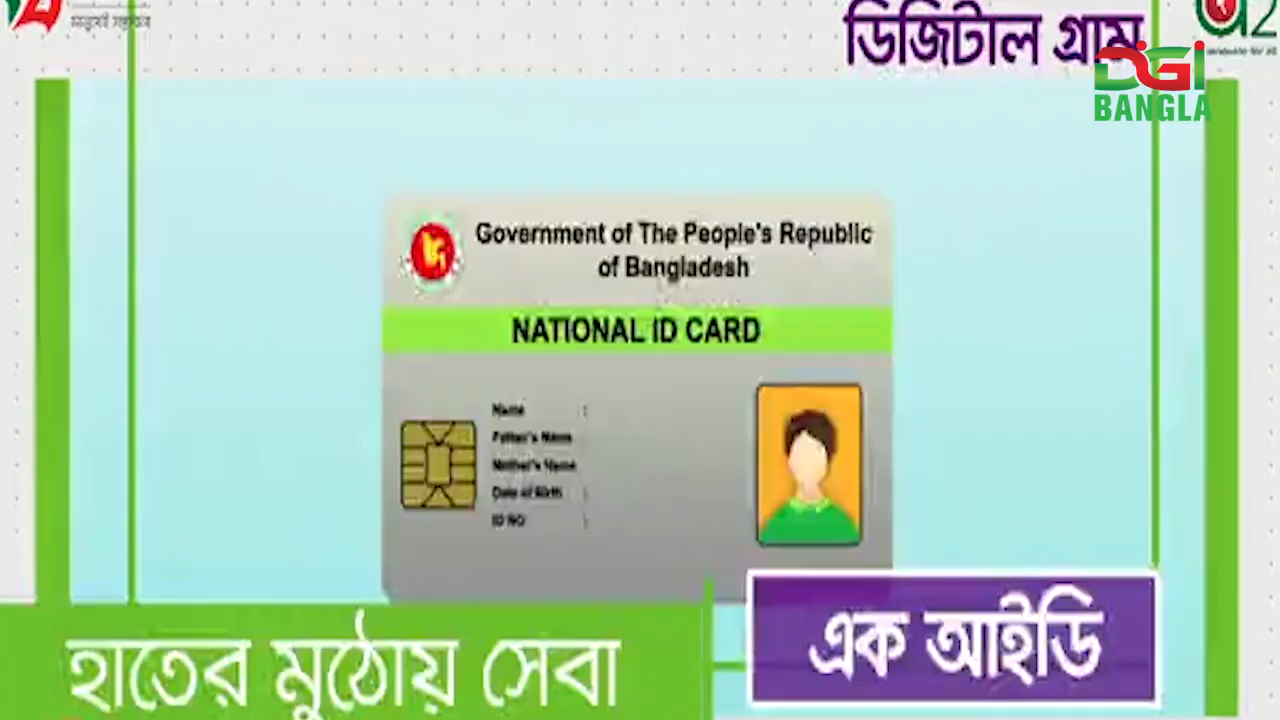 ডিজিটাল গ্রাম
DIGI
BANGLA
Government of The People's Republic
of Bangladesh
NATIONAL ID CARD
Name :
Father's Name
Mother's Name
Date of Birth :
ID NO :
হাতের মুঠোয় সেবা
এক আইডি